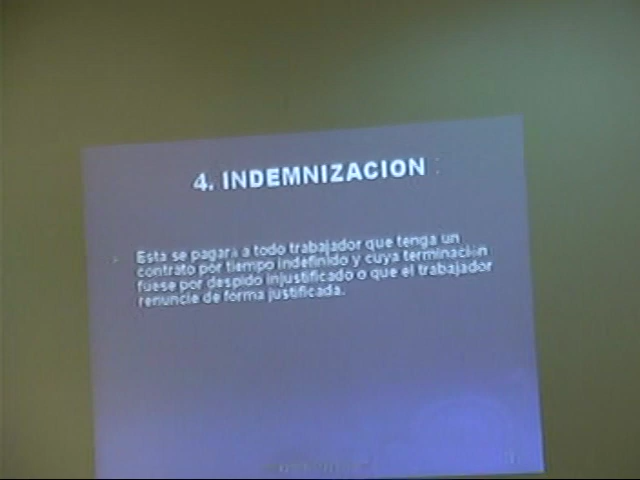 4. INDEMNIZACION :
Esta se pagara a todo trabajador que tenga un
contrato por tiempo indefinido y cuya terminación
fuese por despido injustificado o que el trabajador
renuncie de forma justificada.